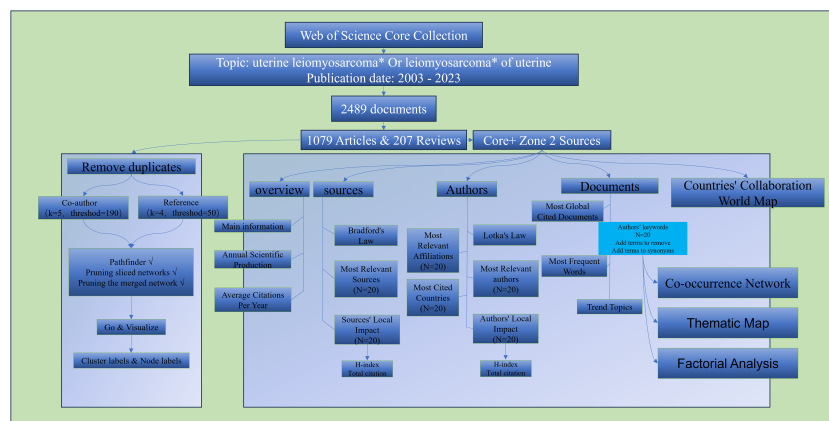 Web of Science Core Collection
Topic: uterine leiomyosarcoma* Or leiomyosarcoma* of uterine
Publication date: 2003 - 2023
2489 documents
1079 Articles & 207 Reviews
Core+ Zone 2 Sources
Remove duplicates
Co-author
(k=5、threshod=190)
Reference
(k=4、threshod=50)
Pathfinder √
Pruning sliced networks √
Pruning the merged network √
Go & Visualize
Cluster labels & Node labels
overview
Main information
Annual Scientific
Production
Average Citations
Per Year
sources
Bradford's
Law
Most Relevant
Sources
(N=20)
Sources' Local
Impact
(N=20)
H-index
Total citation
Authors
Most
Relevant
Affiliations
(N=20)
Most Cited
Countries
(N=20)
Lotka's Law
Most Relevant
authors
(N=20)
Authors' Local
Impact
(N=20)
H-index
Total citation
Documents
Most Global
Cited Documents
Most Frequent
Words
Trend Topics
Authors' keywords
N=20
Add terms to remove
Add terms to synonyms
Countries' Collaboration
World Map
Co-occurrence Network
Thematic Map
Factorial Analysis